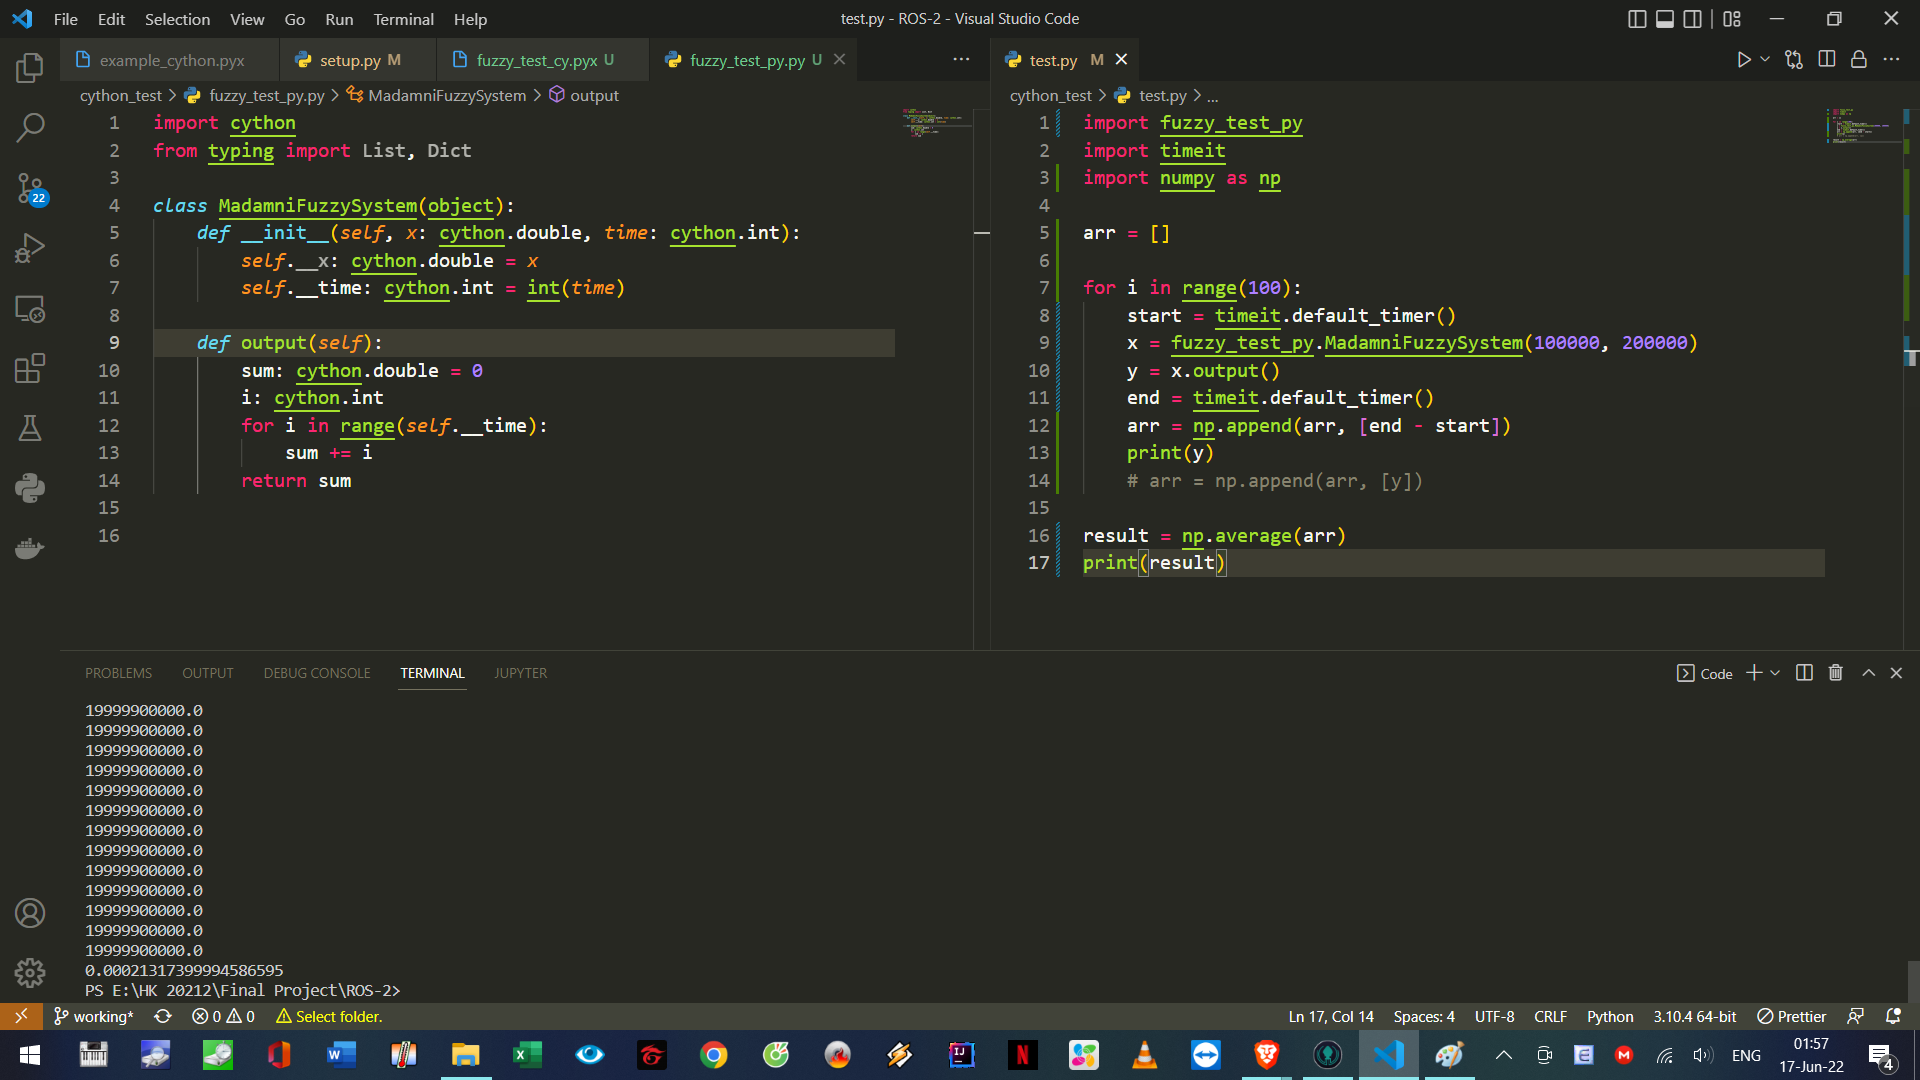 File Edit Selection View Go Run Terminal Help
test.py - ROS-2 - Visual Studio Code
example_cython.pyx
setup.py M
fuzzy_test_cy.pyx U
fuzzy_test_py.py U
test.py M
cython_test > fuzzy_test_py.py > MadamniFuzzySystem > output
1 import cython
2 from typing import List, Dict
3
4 class MadamniFuzzySystem(object):
5 def __init__(self, x: cython.double, time: cython.int):
6 self.__x: cython.double = x
7 self.__time: cython.int = int(time)
8
9 def output(self):
10 sum: cython.double = 0
11 i: cython.int
12 for i in range(self.__time):
13 sum += i
14 return sum
15
16
cython_test > test.py > ...
1 import fuzzy_test_py
2 import timeit
3 import numpy as np
4
5 arr = []
6
7 for i in range(100):
8 start = timeit.default_timer()
9 x = fuzzy_test_py.MadamniFuzzySystem(100000, 200000)
10 y = x.output()
11 end = timeit.default_timer()
12 arr = np.append(arr, [end - start])
13 print(y)
14 # arr = np.append(arr, [y])
15
16 result = np.average(arr)
17 print(result)
22
PROBLEMS OUTPUT DEBUG CONSOLE TERMINAL JUPYTER
Code
19999900000.0
19999900000.0
19999900000.0
19999900000.0
19999900000.0
19999900000.0
19999900000.0
19999900000.0
19999900000.0
19999900000.0
19999900000.0
19999900000.0
19999900000.0
0.00021317399994586595
PS E:\HK 20212\Final Project\ROS-2>
working* 0 0 Select folder.
Ln 17, Col 14 Spaces: 4 UTF-8 CRLF Python 3.10.4 64-bit Prettier
ENG
01:57
17-Jun-22
4